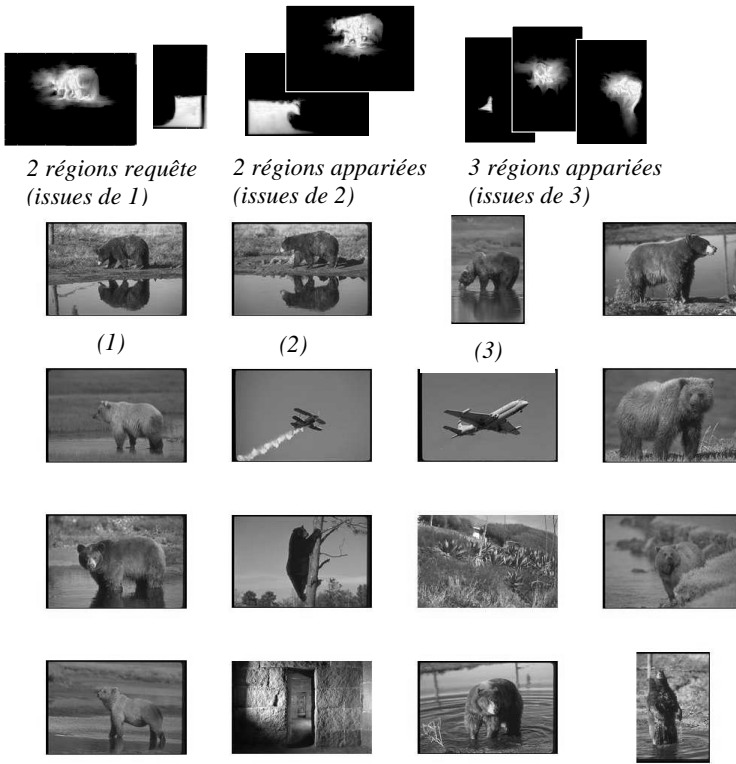 2 régions requête
(issues de 1)
2 régions appariées
(issues de 2)
3 régions appariées
(issues de 3)
(1)
(2)
(3)